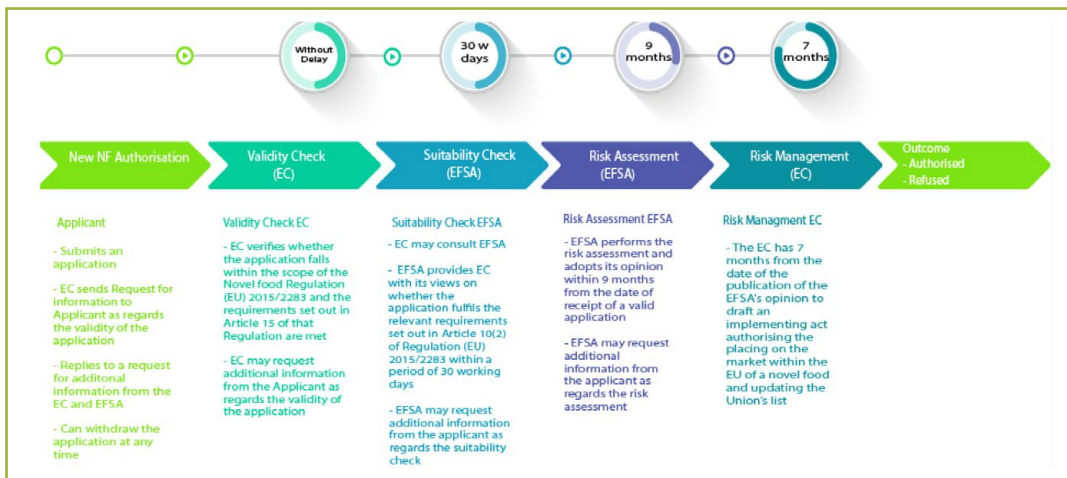 Without
Delay
30 w
days
9
months
7
months
New NF Authorisation
Validity Check
(EC)
Suitability Check
(EFSA)
Risk Assessment
(EFSA)
Risk Management
(EC)
Outcome
- Authorised
- Refused
Applicant
- Submits an
application
- EC sends Request for
information to
Applicant as regards
the validity of the
application
- Replies to a request
for additonal
information from the
EC and EFSA
- Can withdraw the
application at any
time
Validity Check EC
- EC verifies whether
the application falls
within the scope of the
Novel food Regulation
(EU) 2015/2283 and the
requirements set out in
Article 15 of that
Regulation are met
- EC may request
additional information
from the Applicant as
regards the validity of
the application
Suitability Check EFSA
- EC may consult EFSA
- EFSA provides EC
with its views on
whether the
application fulfils the
relevant requirements
set out in Article 10(2)
of Regulation (EU)
2015/2283 within a
period of 30 working
days
- EFSA may request
additional information
from the applicant as
regards the suitability
check
Risk Assessment EFSA
- EFSA performs the
risk assessment and
adopts its opinion
within 9 months
from the date of
receipt of a valid
application
- EFSA may request
additional
information from
the applicant as
regards the risk
assessment
Risk Managment EC
- The EC has 7
months from the
date of the
publication of the
EFSA's opinion to
draft an
implementing act
authorising the
placing on the
market within the
EU of a novel food
and updating the
Union's list